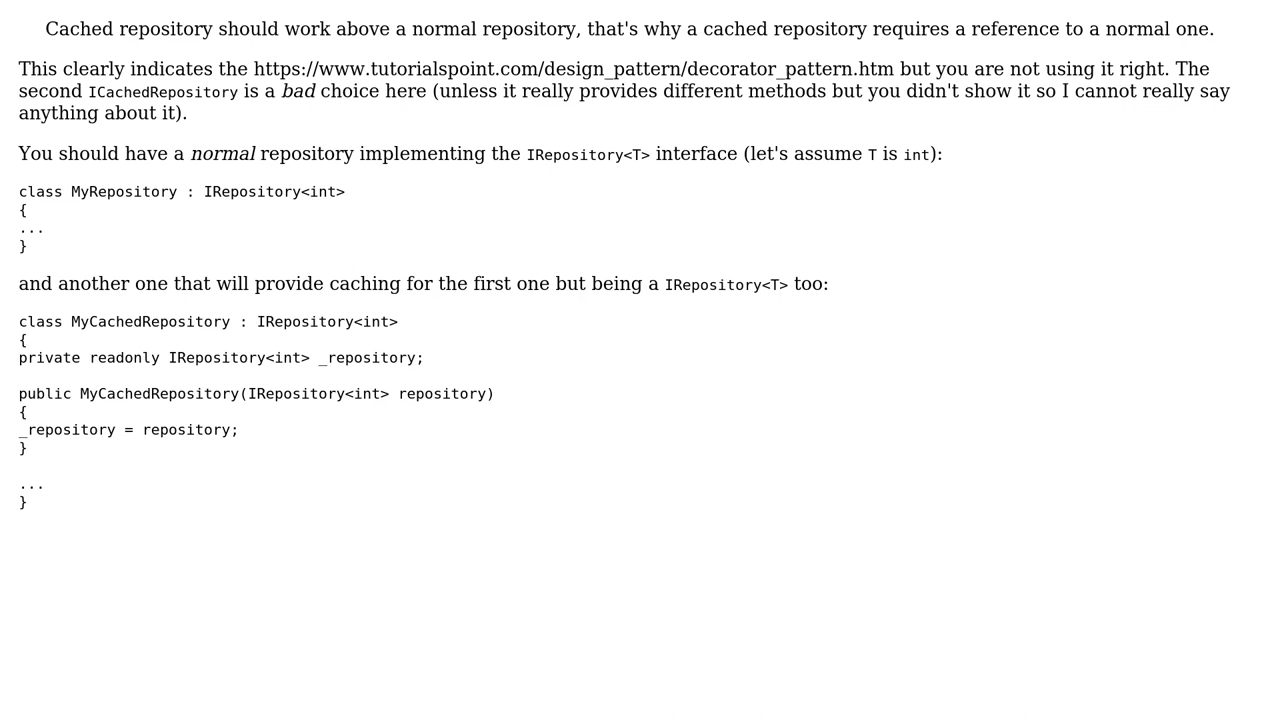 Cached repository should work above a normal repository, that's why a cached repository requires a reference to a normal one.
This clearly indicates the https://www.tutorialspoint.com/design_pattern/decorator_pattern.htm but you are not using it right. The
second ICachedRepository is a bad choice here (unless it really provides different methods but you didn't show it so I cannot really say
anything about it).
You should have a normal repository implementing the IRepository<T> interface (let's assume T is int):
class MyRepository : IRepository<int>
{
...
}
and another one that will provide caching for the first one but being a IRepository<T> too:
class MyCachedRepository : IRepository<int>
{
private readonly IRepository<int> _repository;
public MyCachedRepository(IRepository<int> repository)
{
_repository = repository;
}
...
}